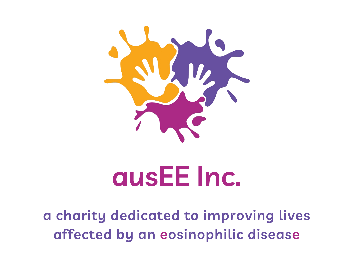 ausEE Inc.
a charity dedicated to improving lives
affected by an eosinophilic disease